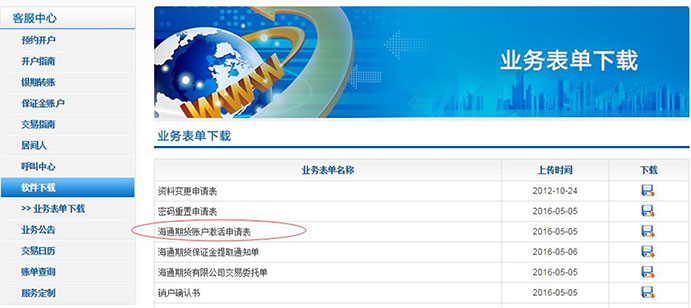 客服中心
预约开户
开户指南
银期转账
保证金账户
交易指南
居间人
呼叫中心
软件下载
>> 业务表单下载
业务公告
交易日历
账单查询
服务定制
WWW
业务表单下载
业务表单下载
业务表单名称 上传时间 下载
资料变更申请表 2012-10-24
密码重置申请表 2016-05-05
海通期货账户激活申请表 2016-05-05
海通期货保证金提取通知单 2016-05-06
海通期货有限公司交易委托单 2016-05-05
销户确认书 2016-05-05